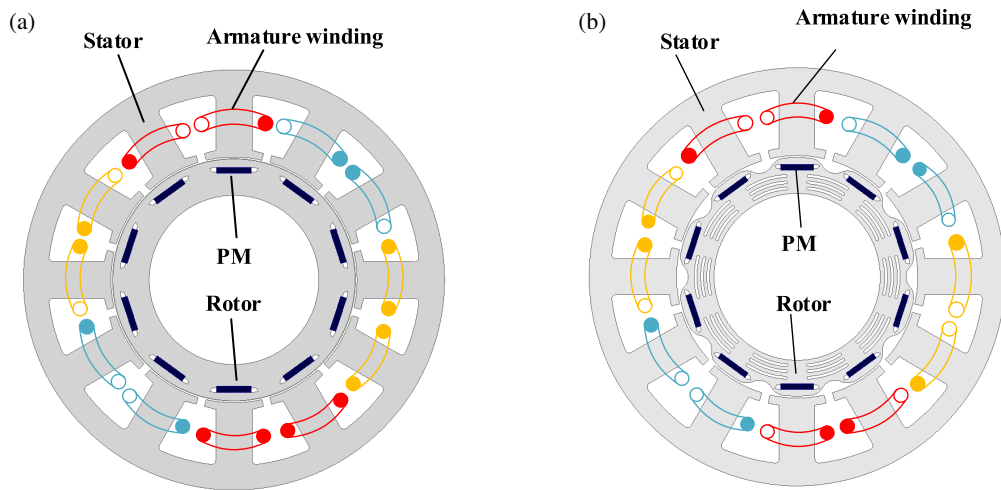 (a)
Stator
Armature winding
PM
Rotor
(b)
Stator
Armature winding
PM
Rotor